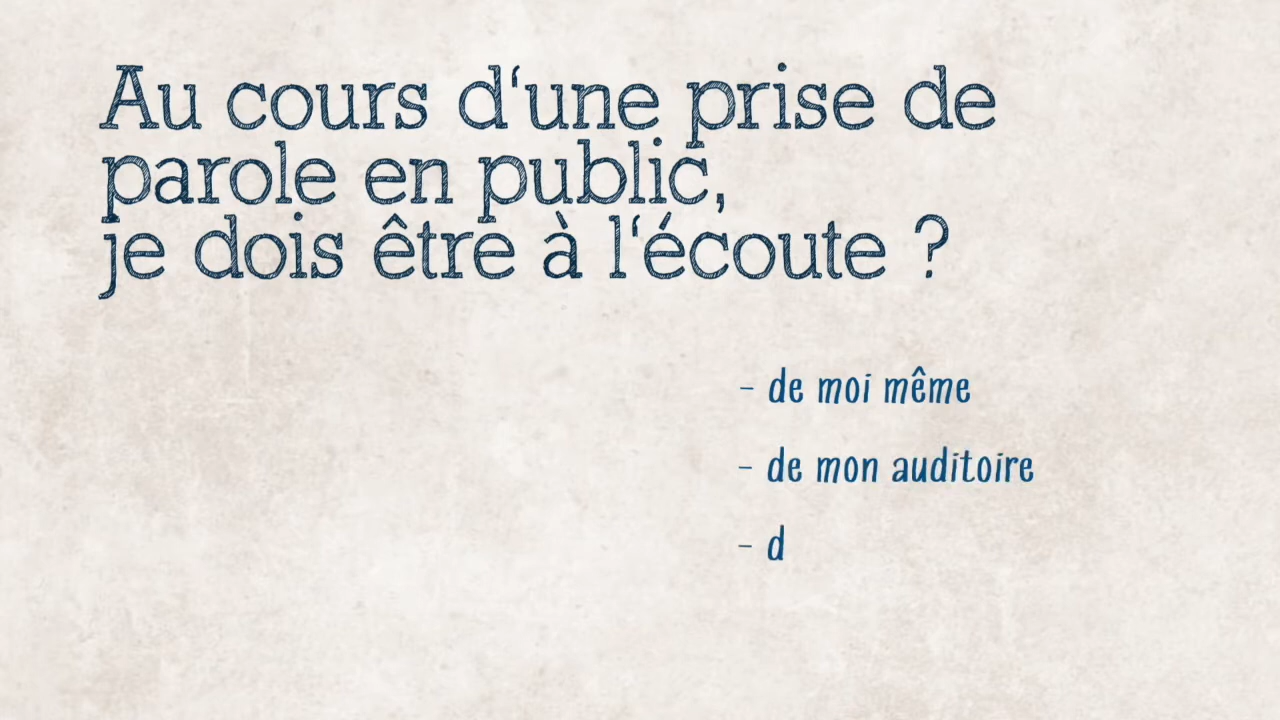 Au cours d'une prise de
parole en public,
je dois être à l'écoute ?
- de moi même
- de mon auditoire
- d